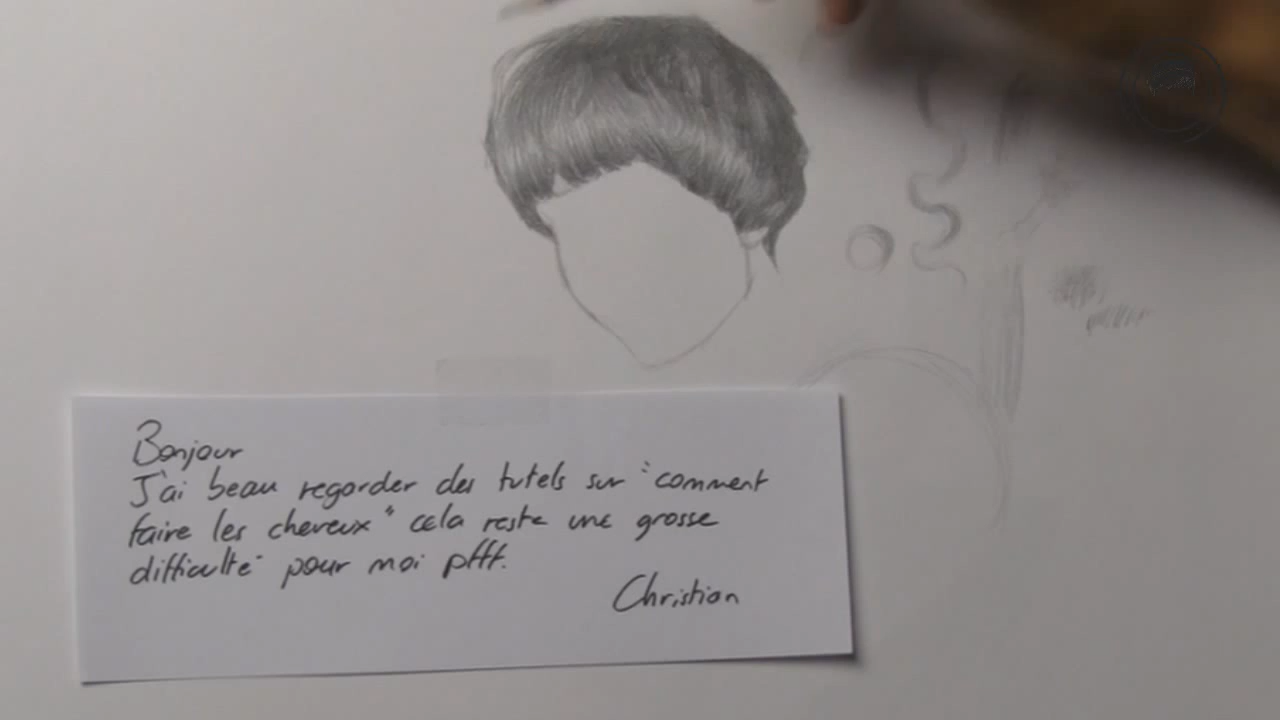 Bonjour
J'ai beau regarder des tutels sur "comment
faire les cheveux" cela reste une grosse
difficulté pour moi pfff.
Christian